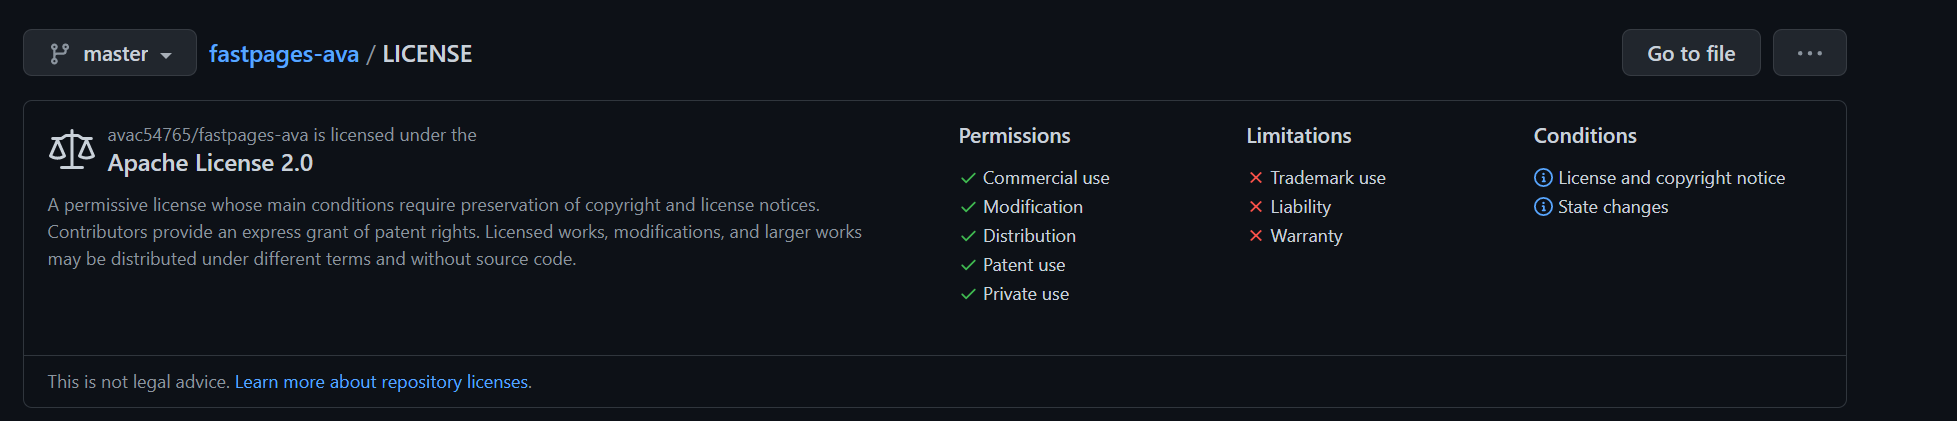 master fastpages-ava / LICENSE Go to file ...
avac54765/fastpages-ava is licensed under the
Apache License 2.0
A permissive license whose main conditions require preservation of copyright and license notices.
Contributors provide an express grant of patent rights. Licensed works, modifications, and larger works
may be distributed under different terms and without source code.
Permissions
Commercial use
Modification
Distribution
Patent use
Private use
Limitations
Trademark use
Liability
Warranty
Conditions
License and copyright notice
State changes
This is not legal advice. Learn more about repository licenses.